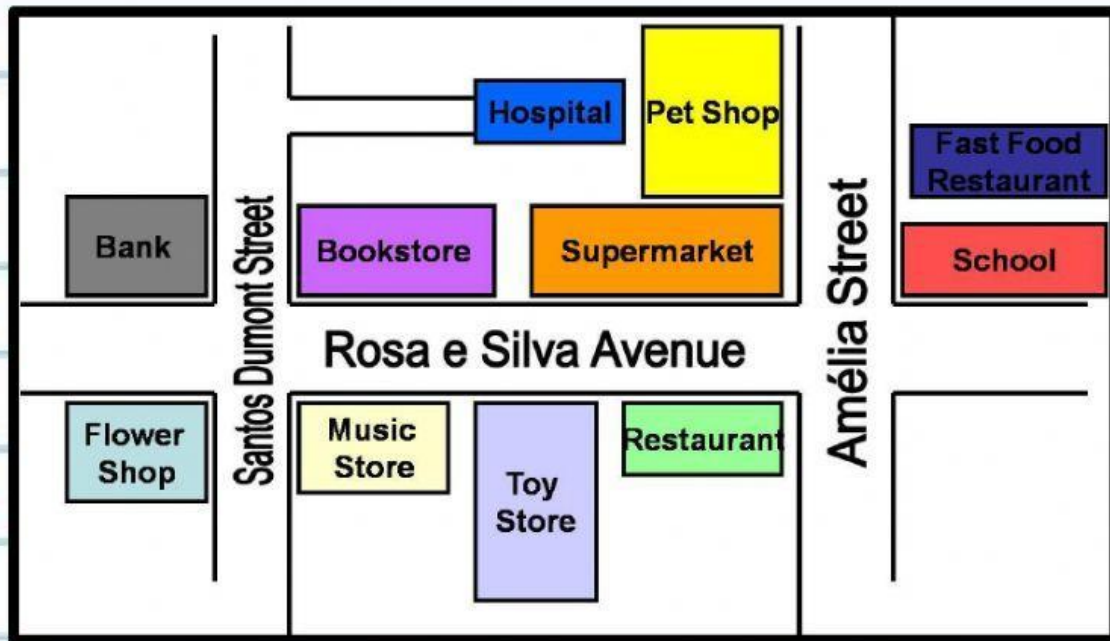 Hospital
Pet Shop
Fast Food
Restaurant
Bank
Santos Dumont Street
Bookstore
Supermarket
Amélia Street
School
Rosa e Silva Avenue
Flower
Shop
Music
Store
Toy
Store
Restaurant